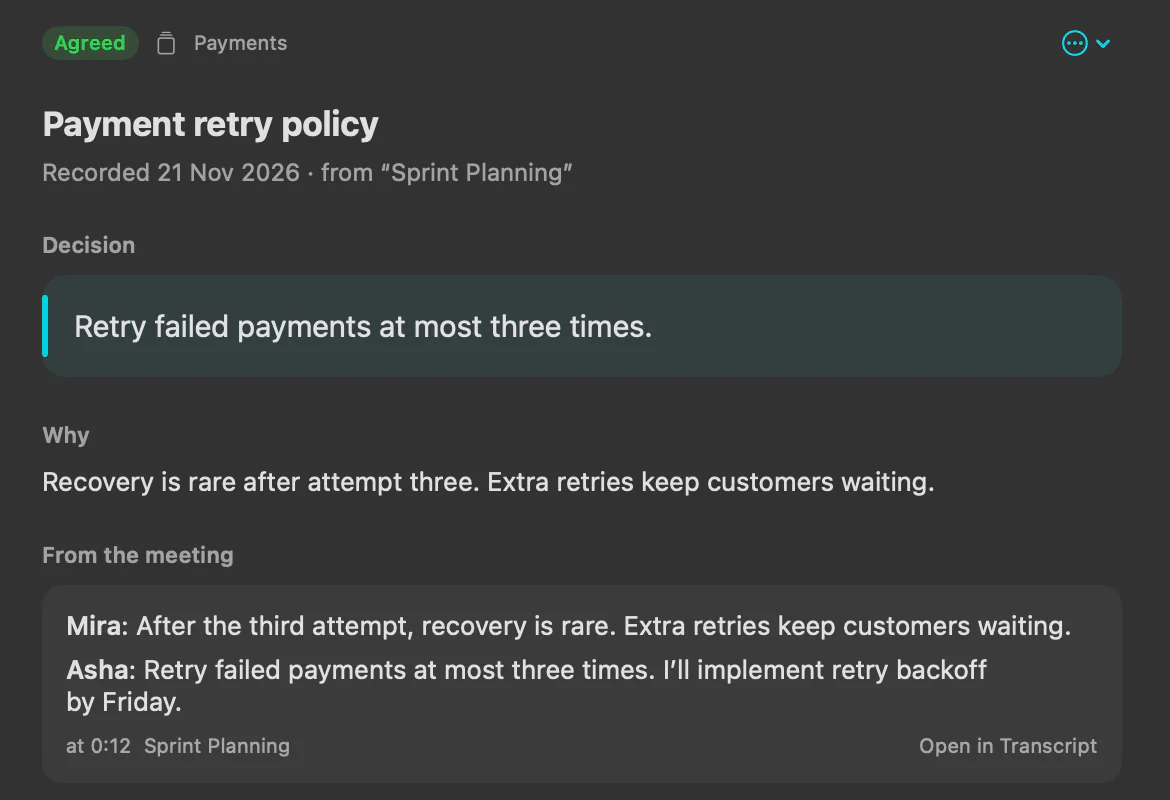 Agreed Payments
Payment retry policy
Recorded 21 Nov 2026 · from “Sprint Planning”
Decision
Retry failed payments at most three times.
Why
Recovery is rare after attempt three. Extra retries keep customers waiting.
From the meeting
Mira: After the third attempt, recovery is rare. Extra retries keep customers waiting.
Asha: Retry failed payments at most three times. I’ll implement retry backoff
by Friday.
at 0:12 Sprint Planning Open in Transcript